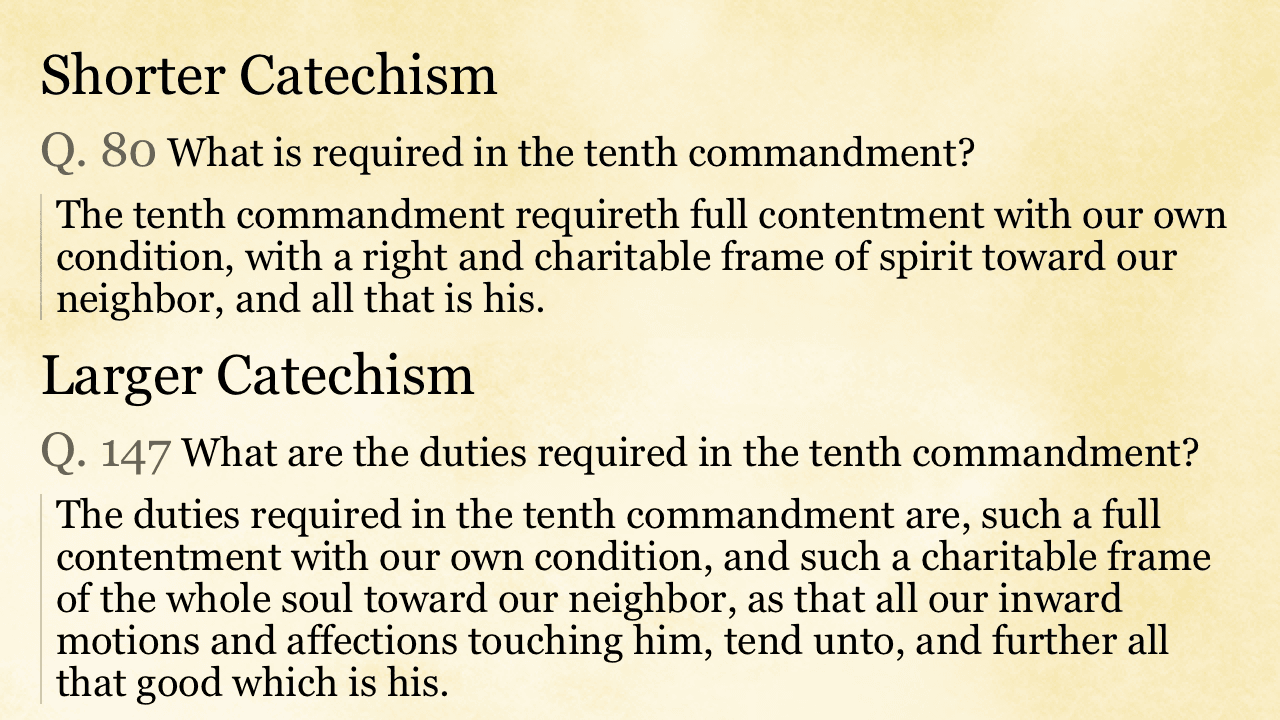 Shorter Catechism
Q. 80 What is required in the tenth commandment?
The tenth commandment requireth full contentment with our own
condition, with a right and charitable frame of spirit toward our
neighbor, and all that is his.
Larger Catechism
Q. 147 What are the duties required in the tenth commandment?
The duties required in the tenth commandment are, such a full
contentment with our own condition, and such a charitable frame
of the whole soul toward our neighbor, as that all our inward
motions and affections touching him, tend unto, and further all
that good which is his.